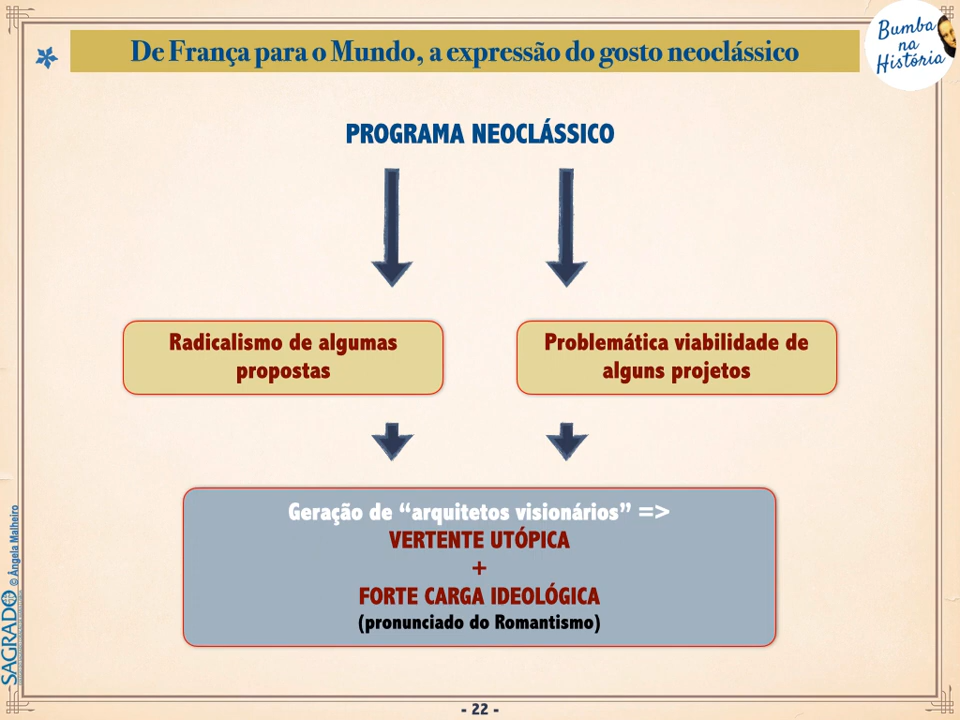 De França para o Mundo, a expressão do gosto neoclássico
Bumba
na
História
PROGRAMA NEOCLÁSSICO
Radicalismo de algumas
propostas
Problemática viabilidade de
alguns projetos
Geração de “arquitetos visionários” =>
VERTENTE UTÓPICA
+
FORTE CARGA IDEOLÓGICA
(pronunciado do Romantismo)
SAGRADO
© Ângela Malheiro
- 22 -